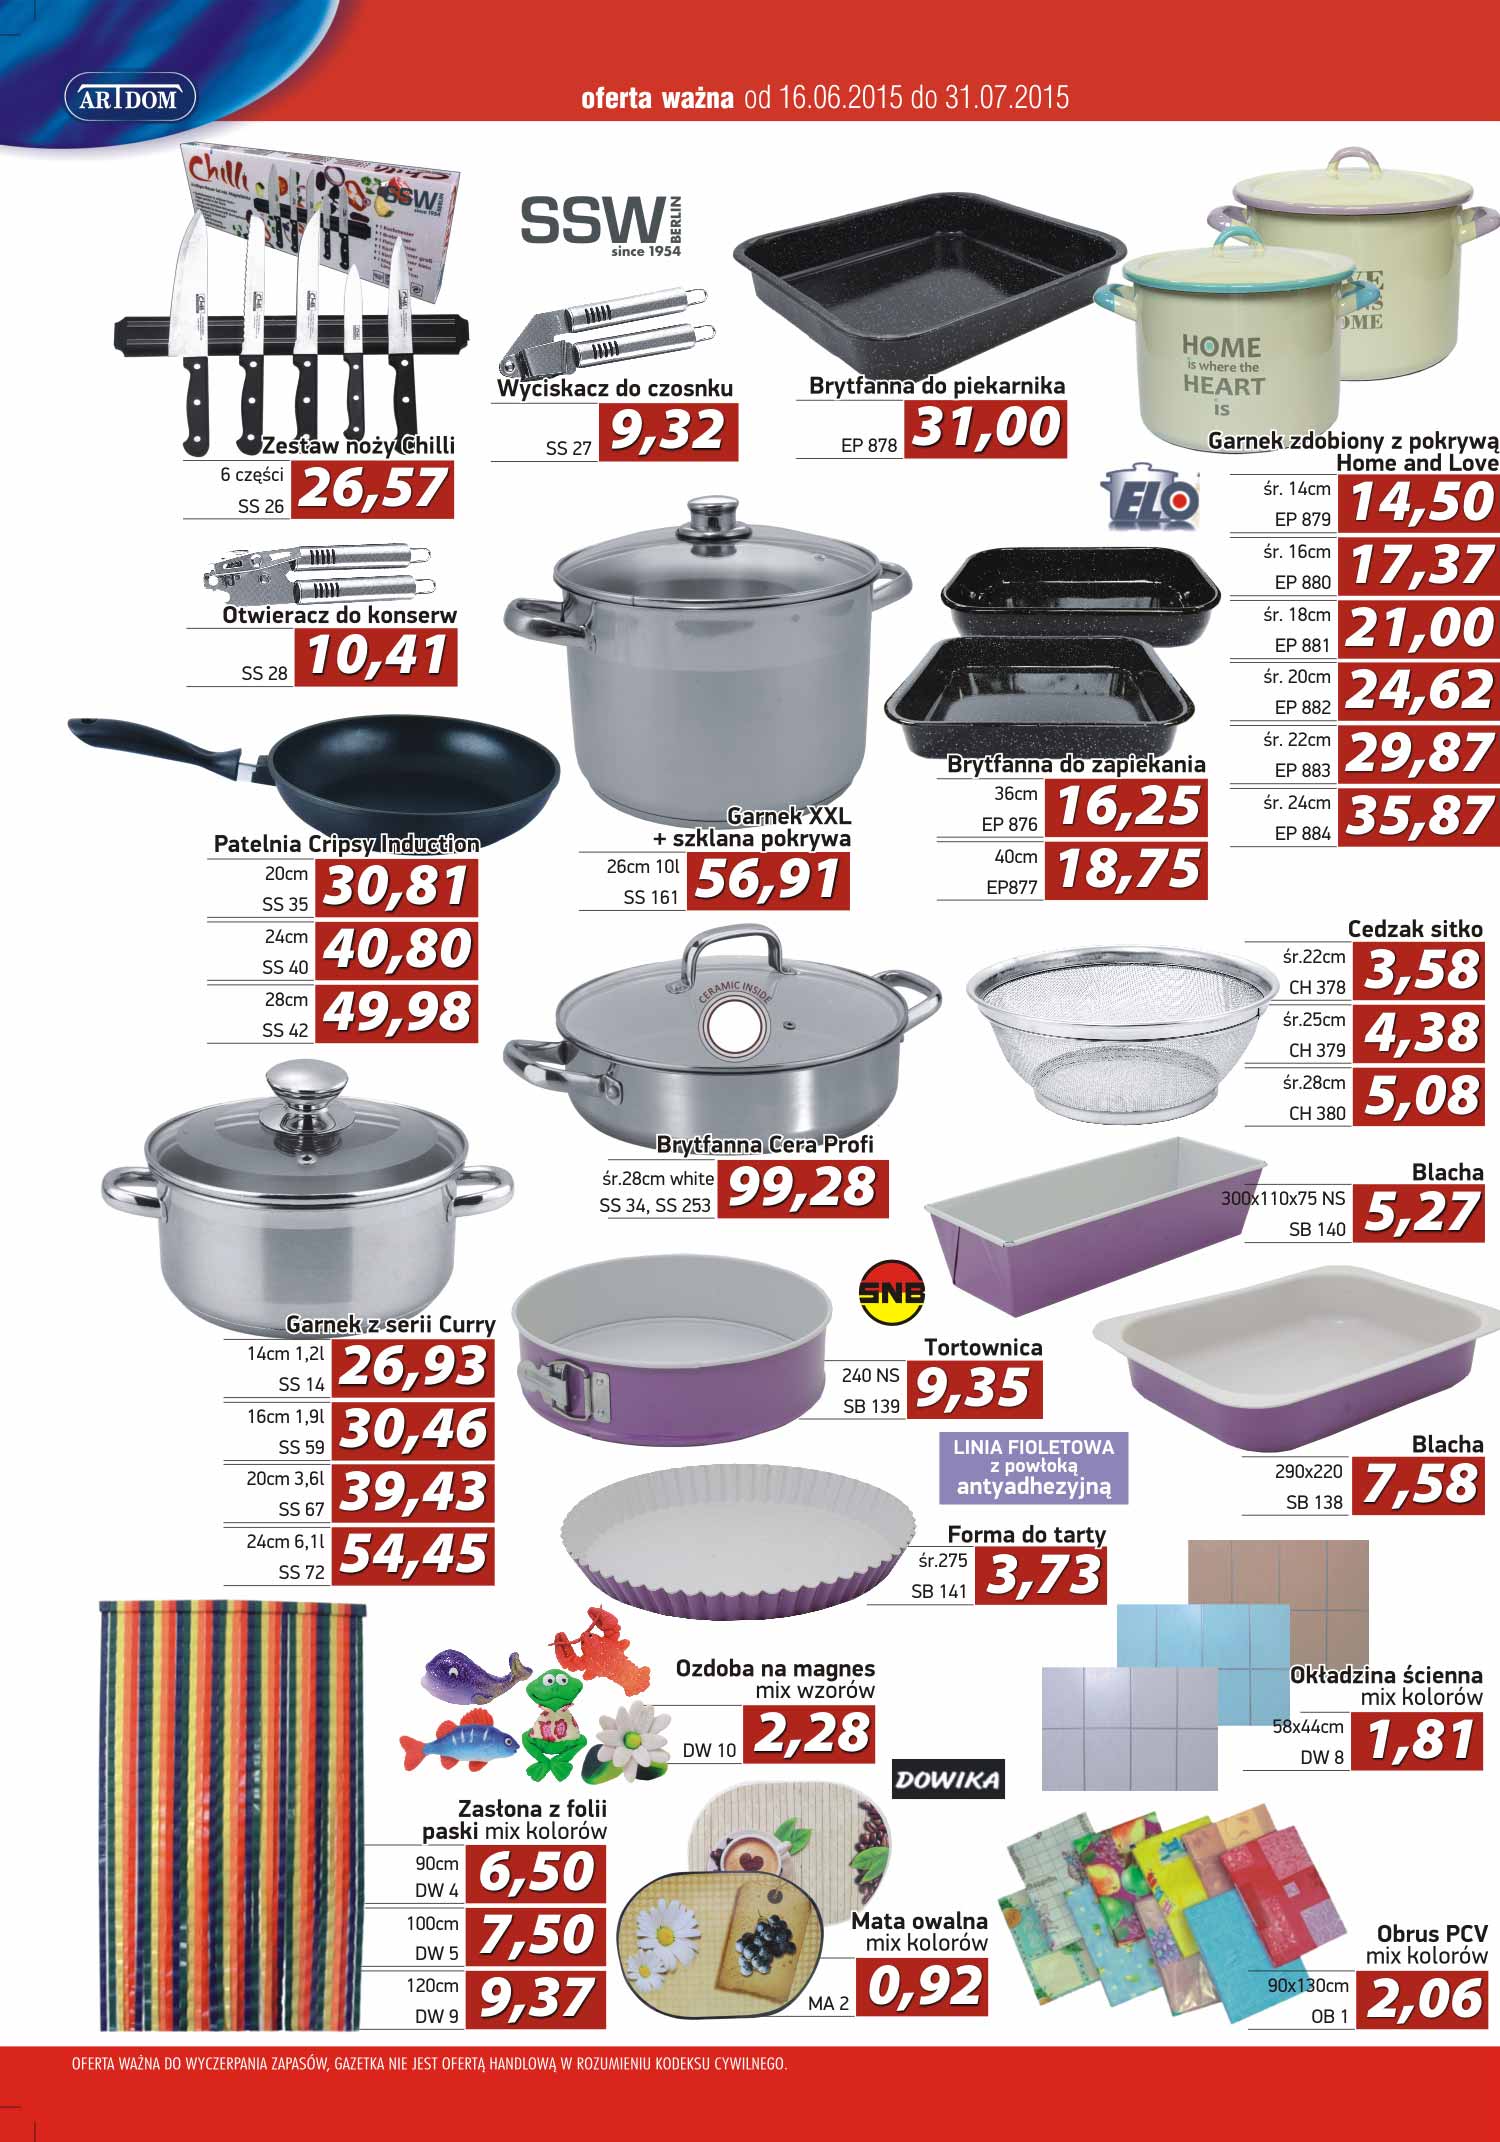 ARTDOM
oferta ważna od 16.06.2015 do 31.07.2015
Chilli
SSW BERLIN
since 1954
SSW BERLIN
since 1954
Zestaw noży Chilli
6 części
SS 26
26,57
Wyciskacz do czosnku
SS 27
9,32
Brytfanna do piekarnika
EP 878
31,00
HOME
is where the
HEART
is
Garnek zdobiony z pokrywą
Home and Love
ELO
śr. 14cm
EP 879
14,50
śr. 16cm
EP 880
17,37
śr. 18cm
EP 881
21,00
śr. 20cm
EP 882
24,62
śr. 22cm
EP 883
29,87
śr. 24cm
EP 884
35,87
Otwieracz do konserw
SS 28
10,41
Patelnia Cripsy Induction
20cm
SS 35
30,81
24cm
SS 40
40,80
28cm
SS 42
49,98
Garnek XXL
+ szklana pokrywa
26cm 10l
SS 161
56,91
Brytfanna do zapiekania
36cm
EP 876
16,25
40cm
EP877
18,75
Cedzak sitko
śr.22cm
CH 378
3,58
śr.25cm
CH 379
4,38
śr.28cm
CH 380
5,08
CERAMIC INSIDE
Brytfanna Cera Profi
śr.28cm white
SS 34, SS 253
99,28
Blacha
300x110x75 NS
SB 140
5,27
Garnek z serii Curry
14cm 1,2l
SS 14
26,93
16cm 1,9l
SS 59
30,46
20cm 3,6l
SS 67
39,43
24cm 6,1l
SS 72
54,45
SNB
Tortownica
240 NS
SB 139
9,35
LINIA FIOLETOWA
z powłoką
antyadhezyjną
Blacha
290x220
SB 138
7,58
Forma do tarty
śr.275
SB 141
3,73
Ozdoba na magnes
mix wzorów
DW 10
2,28
Okładzina ścienna
mix kolorów
58x44cm
DW 8
1,81
DOWIKA
Zasłona z folii
paski mix kolorów
90cm
DW 4
6,50
100cm
DW 5
7,50
120cm
DW 9
9,37
Mata owalna
mix kolorów
MA 2
0,92
Obrus PCV
mix kolorów
90x130cm
OB 1
2,06
OFERTA WAŻNA DO WYCZERPANIA ZAPASÓW, GAZETKA NIE JEST OFERTĄ HANDLOWĄ W ROZUMIENIU KODEKSU CYWILNEGO.